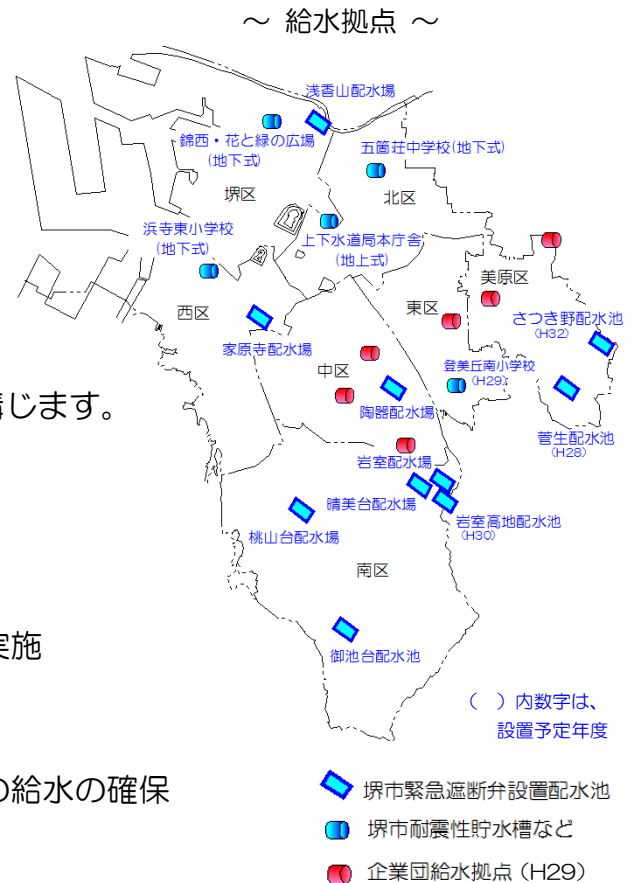 ～ 給水拠点 ～
浅香山配水場
錦西・花と緑の広場
(地下式)
五箇荘中学校(地下式)
堺区
北区
浜寺東小学校
(地下式)
上下水道局本庁舎
(地上式)
美原区
西区
東区
さつき野配水池
(H32)
家原寺配水場
中区
登美丘南小学校
(H29)
講じます。
陶器配水場
菅生配水池
(H28)
岩室配水場
晴美台配水場
岩室高地配水池
(H30)
桃山台配水場
南区
実施
御池台配水池
（　）内数字は、
設置予定年度
の給水の確保
堺市緊急遮断弁設置配水池
堺市耐震性貯水槽など
企業団給水拠点（H29）